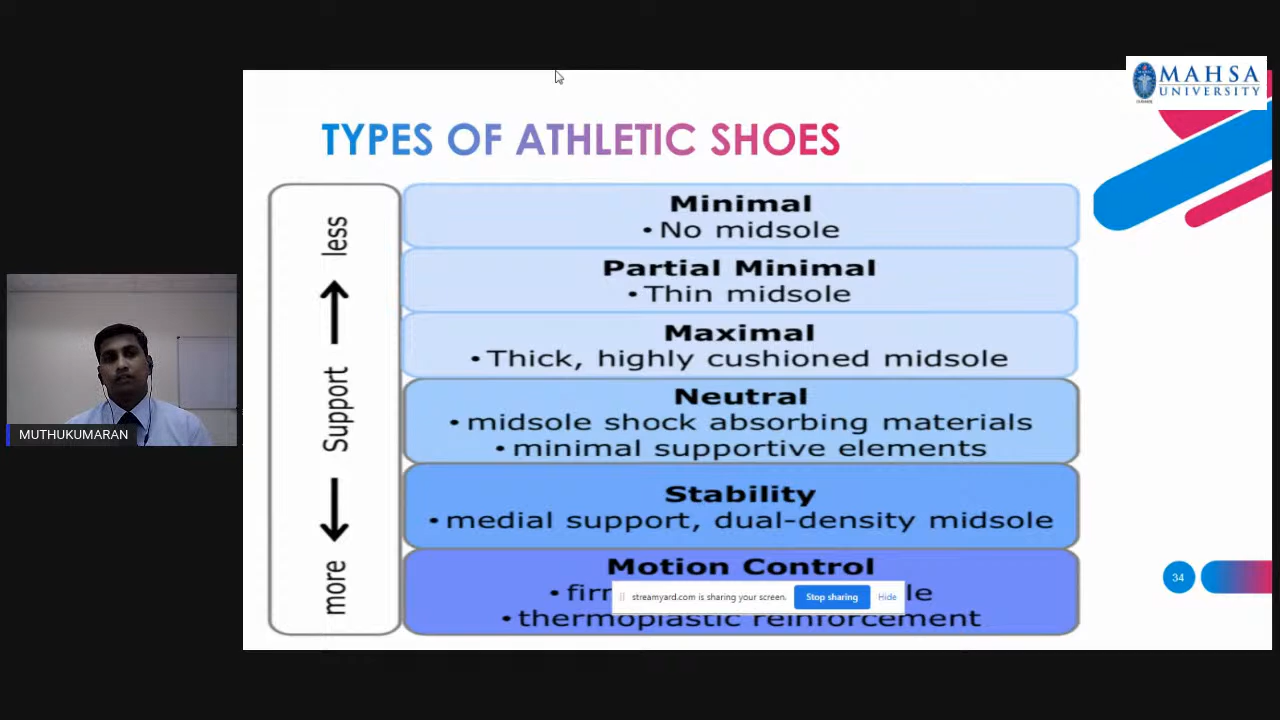 MAHSA
UNIVERSITY
TYPES OF ATHLETIC SHOES
less
Support
more
Minimal
• No midsole
Partial Minimal
• Thin midsole
Maximal
• Thick, highly cushioned midsole
Neutral
• midsole shock absorbing materials
• minimal supportive elements
Stability
• medial support, dual-density midsole
Motion Control
streamyard.com is sharing your screen.
Stop sharing
Hide
• thermoplastic reinforcement
34
MUTHUKUMARAN